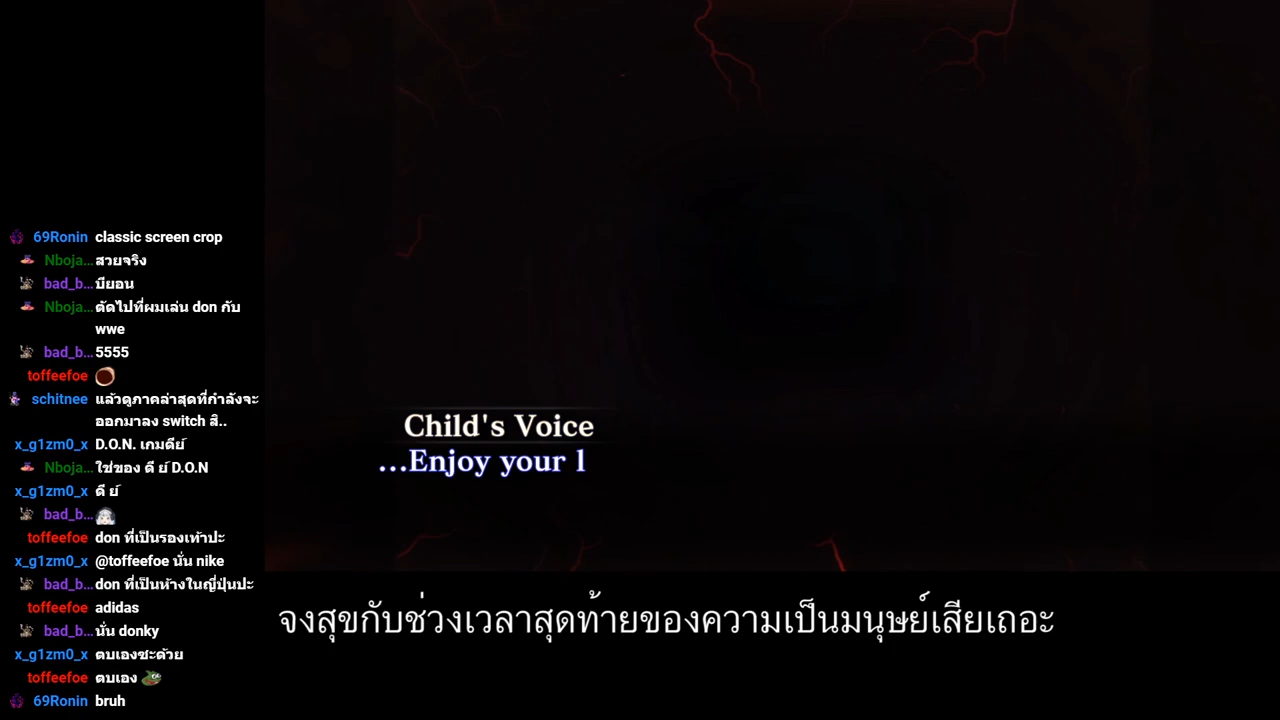 69Ronin classic screen crop
Nboja... สวยจริง
bad_b... บียอน
Nboja... ตัดไปที่ผมเล่น don กับ
wwe
bad_b... 5555
toffeefoe
schitnee แล้วดูภาคล่าสุดที่กำลังจะ
ออกมาลง switch สิ..
x_g1zm0_x D.O.N. เกมดีย์
Nboja... ใช่ของ ดี ย์ D.O.N
x_g1zm0_x ดี ย์
bad_b...
toffeefoe don ที่เป็นรองเท้าปะ
x_g1zm0_x @toffeefoe นั่น nike
bad_b... don ที่เป็นห้างในญี่ปุ่นปะ
toffeefoe adidas
bad_b... นั่น donky
x_g1zm0_x ตบเองซะด้วย
toffeefoe ตบเอง
69Ronin bruh
Child's Voice
...Enjoy your l
จงสุขกับช่วงเวลาสุดท้ายของความเป็นมนุษย์เสียเถอะ